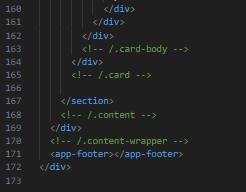 160 </div>
161 </div>
162 </div>
163 <!-- /.card-body -->
164 </div>
165 <!-- /.card -->
166
167 </section>
168 <!-- /.content -->
169 </div>
170 <!-- /.content-wrapper -->
171 <app-footer></app-footer>
172 </div>
173